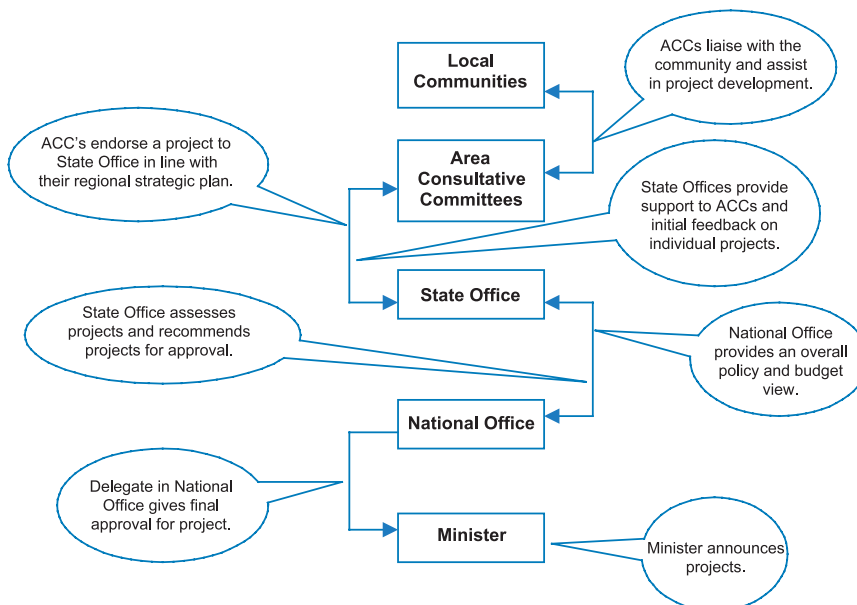 Local
Communities
ACCs liaise with the
community and assist
in project development.
ACC's endorse a project to
State Office in line with
their regional strategic plan.
Area
Consultative
Committees
State Offices provide
support to ACCs and
initial feedback on
individual projects.
State Office
State Office assesses
projects and recommends
projects for approval.
National Office
provides an overall
policy and budget
view.
National Office
Delegate in National
Office gives final
approval for project.
Minister
Minister announces
projects.